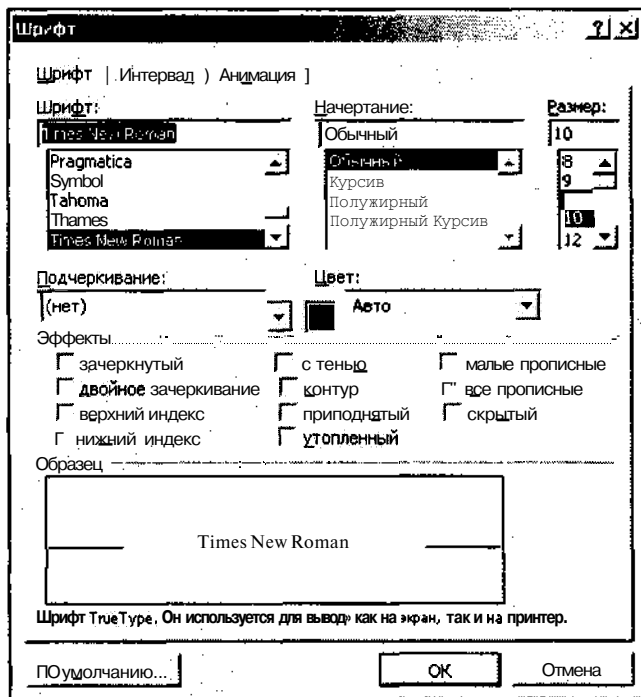 Шрифт
Шрифт | Интервал ) Анимация ]
Шрифт: Начертание: Размер:
Times New Roman Обычный 10
Pragmatica Обычный 8
Symbol Курсив 9
Tahoma Полужирный
Thames Полужирный Курсив 10
Times New Roman 12
Подчеркивание: Цвет:
(нет) Авто
Эффекты
зачеркнутый с тенью малые прописные
двойное зачеркивание контур все прописные
верхний индекс приподнятый скрытый
нижний индекс утопленный
Образец
Times New Roman
Шрифт TrueType. Он используется для вывод» как на экран, так и на принтер.
ПОумолчанию... ОК Отмена